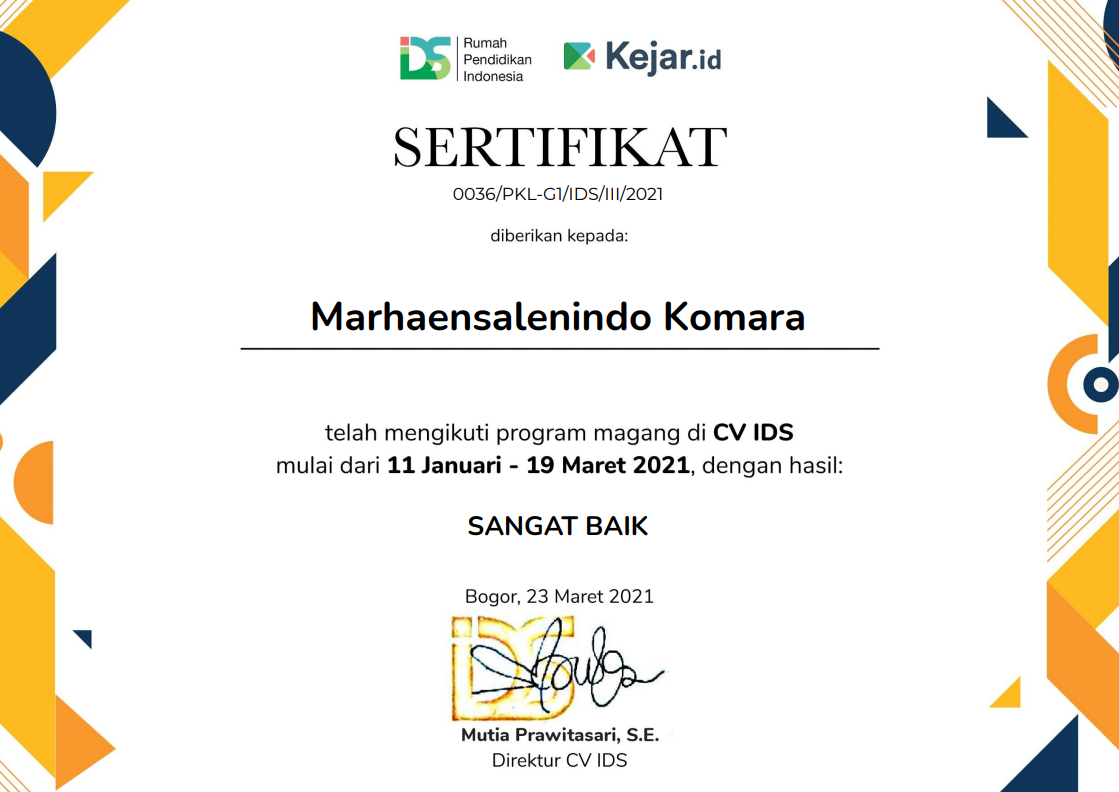 IDS
Rumah
Pendidikan
Indonesia
Kejar.id
SERTIFIKAT
0036/PKL-G1/IDS/III/2021
diberikan kepada:
Marhaensalenindo Komara
telah mengikuti program magang di CV IDS
mulai dari 11 Januari - 19 Maret 2021, dengan hasil:
SANGAT BAIK
Bogor, 23 Maret 2021
IDS
Mutia Prawitasari, S.E.
Direktur CV IDS